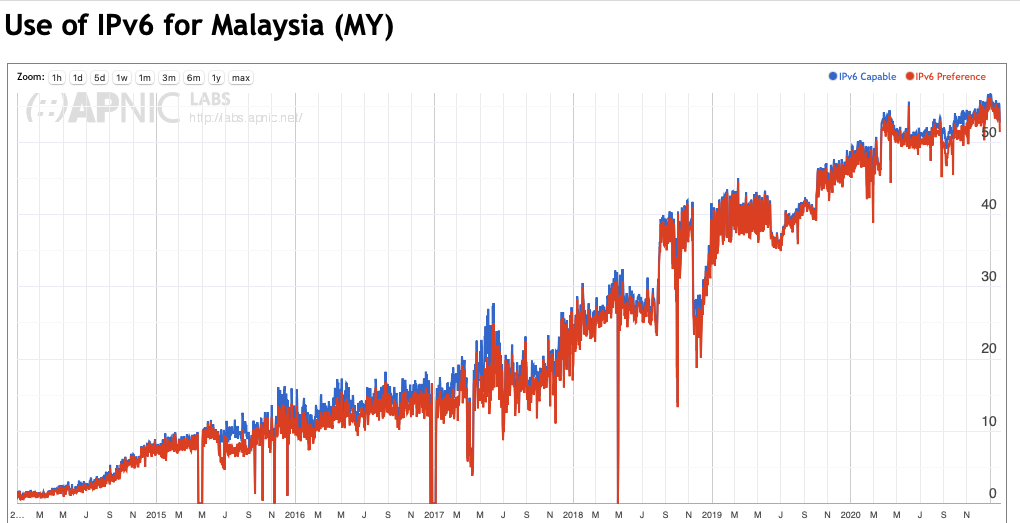 Use of IPv6 for Malaysia (MY)
Zoom: 1h 1d 5d 1w 1m 3m 6m 1y max
IPv6 Capable IPv6 Preference
(::) APNIC LABS
http://labs.apnic.net/
50
40
30
20
10
0
2... M M J S N 2015 M M J S N 2016 M M J S N 2017 M M J S N 2018 M M J S N 2019 M M J S N 2020 M M J S N